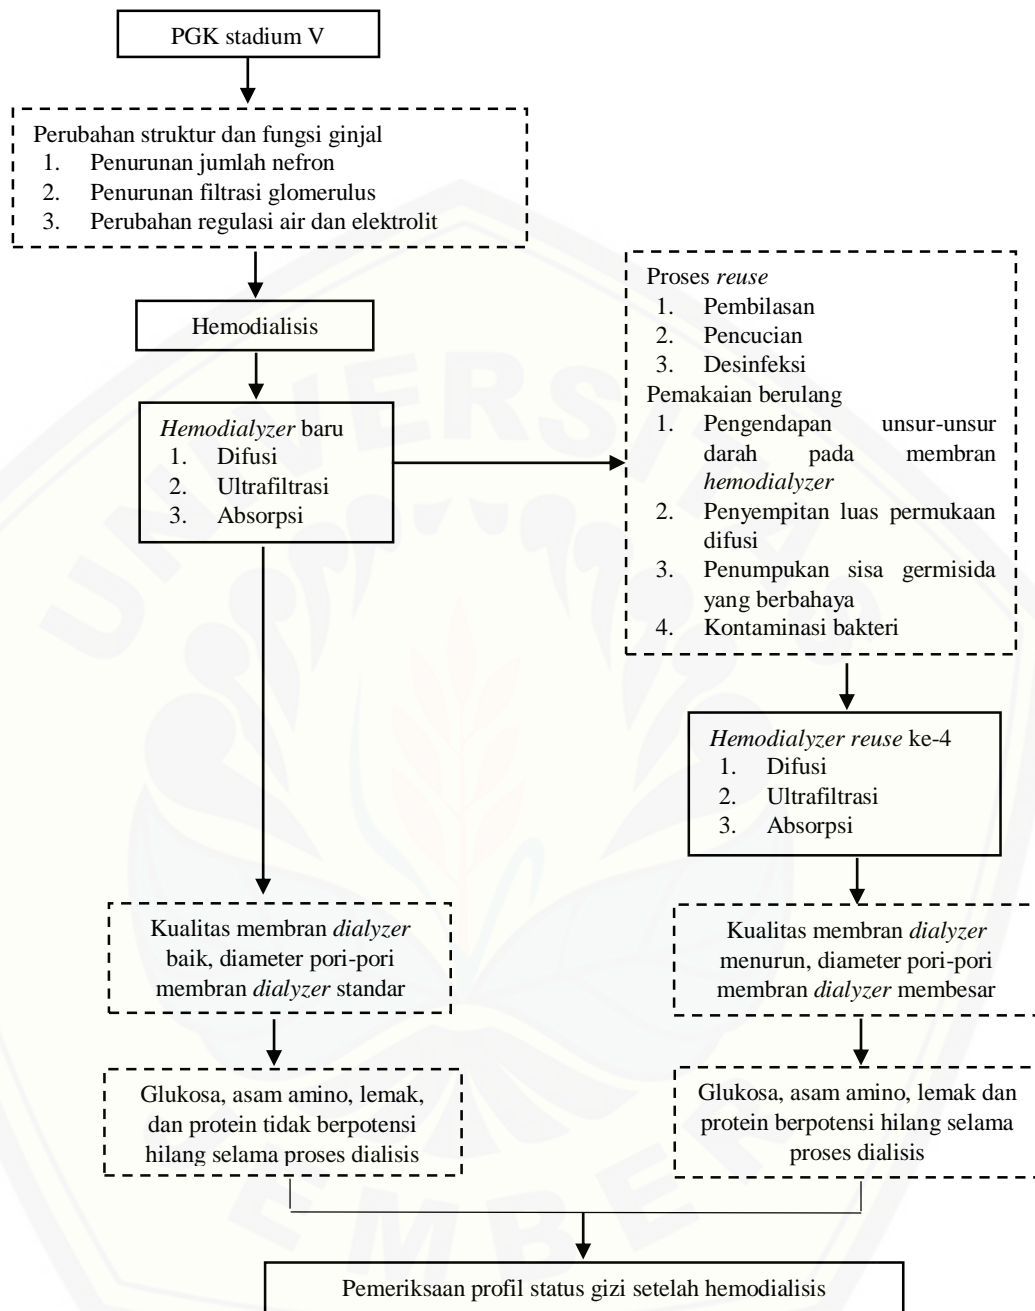 PGK stadium V
Perubahan struktur dan fungsi ginjal
1. Penurunan jumlah nefron
2. Penurunan filtrasi glomerulus
3. Perubahan regulasi air dan elektrolit
Hemodialisis
Hemodialyzer baru
1. Difusi
2. Ultrafiltrasi
3. Absorpsi
Proses reuse
1. Pembilasan
2. Pencucian
3. Desinfeksi
Pemakaian berulang
1. Pengendapan unsur-unsur
darah pada membran
hemodialyzer
2. Penyempitan luas permukaan
difusi
3. Penumpukan sisa germisida
yang berbahaya
4. Kontaminasi bakteri
Hemodialyzer reuse ke-4
1. Difusi
2. Ultrafiltrasi
3. Absorpsi
Kualitas membran dialyzer
baik, diameter pori-pori
membran dialyzer standar
Kualitas membran dialyzer
menurun, diameter pori-pori
membran dialyzer membesar
Glukosa, asam amino, lemak,
dan protein tidak berpotensi
hilang selama proses dialisis
Glukosa, asam amino, lemak dan
protein berpotensi hilang selama
proses dialisis
Pemeriksaan profil status gizi setelah hemodialisis
UNIVERSITAS
JEMBER